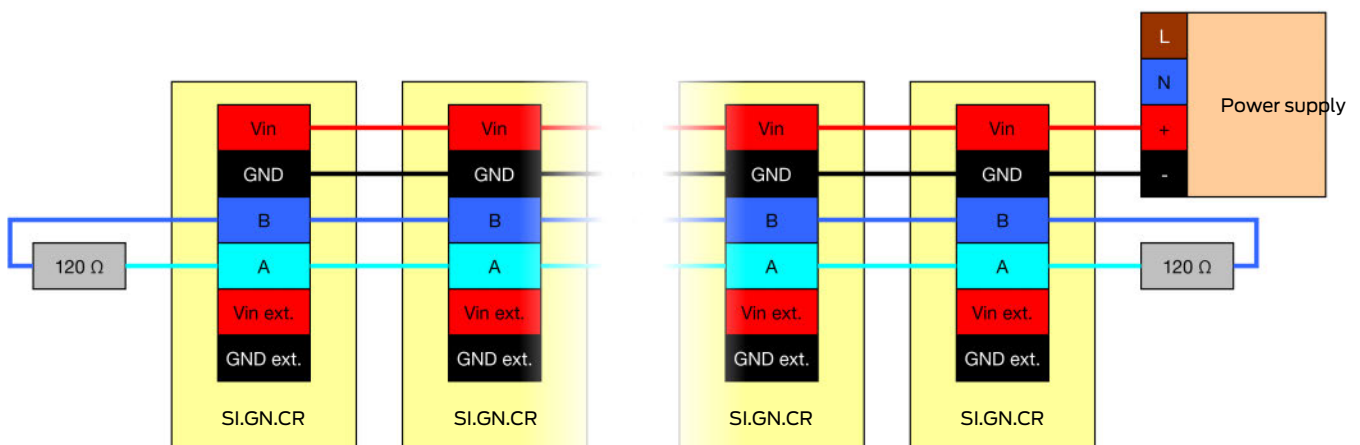 L
N
Power supply
Vin
Vin
Vin
Vin
+
GND
GND
GND
GND
-
B
B
B
B
120 Ω
A
A
A
A
120 Ω
Vin ext.
Vin ext.
Vin ext.
Vin ext.
GND ext.
GND ext.
GND ext.
GND ext.
SI.GN.CR
SI.GN.CR
SI.GN.CR
SI.GN.CR